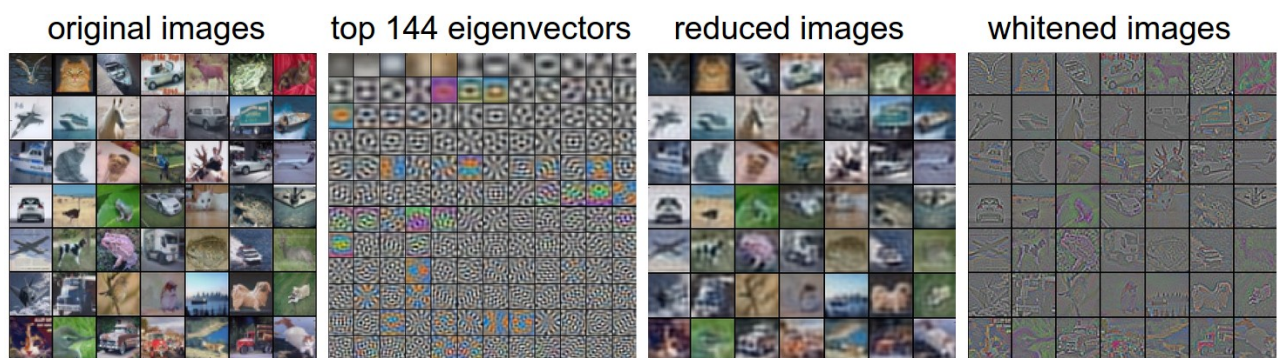 original images
top 144 eigenvectors
reduced images
whitened images